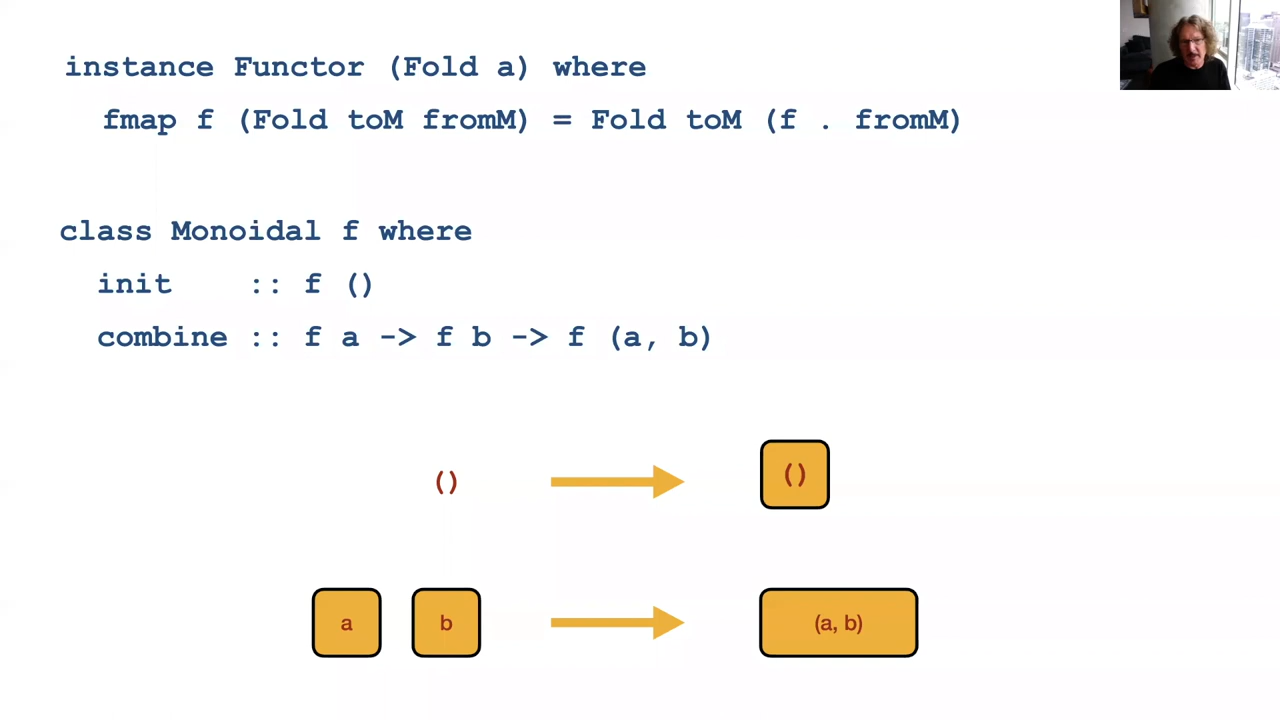 instance Functor (Fold a) where
fmap f (Fold toM fromM) = Fold toM (f . fromM)
class Monoidal f where
init :: f ()
combine :: f a -> f b -> f (a, b)
() ()
a b (a, b)